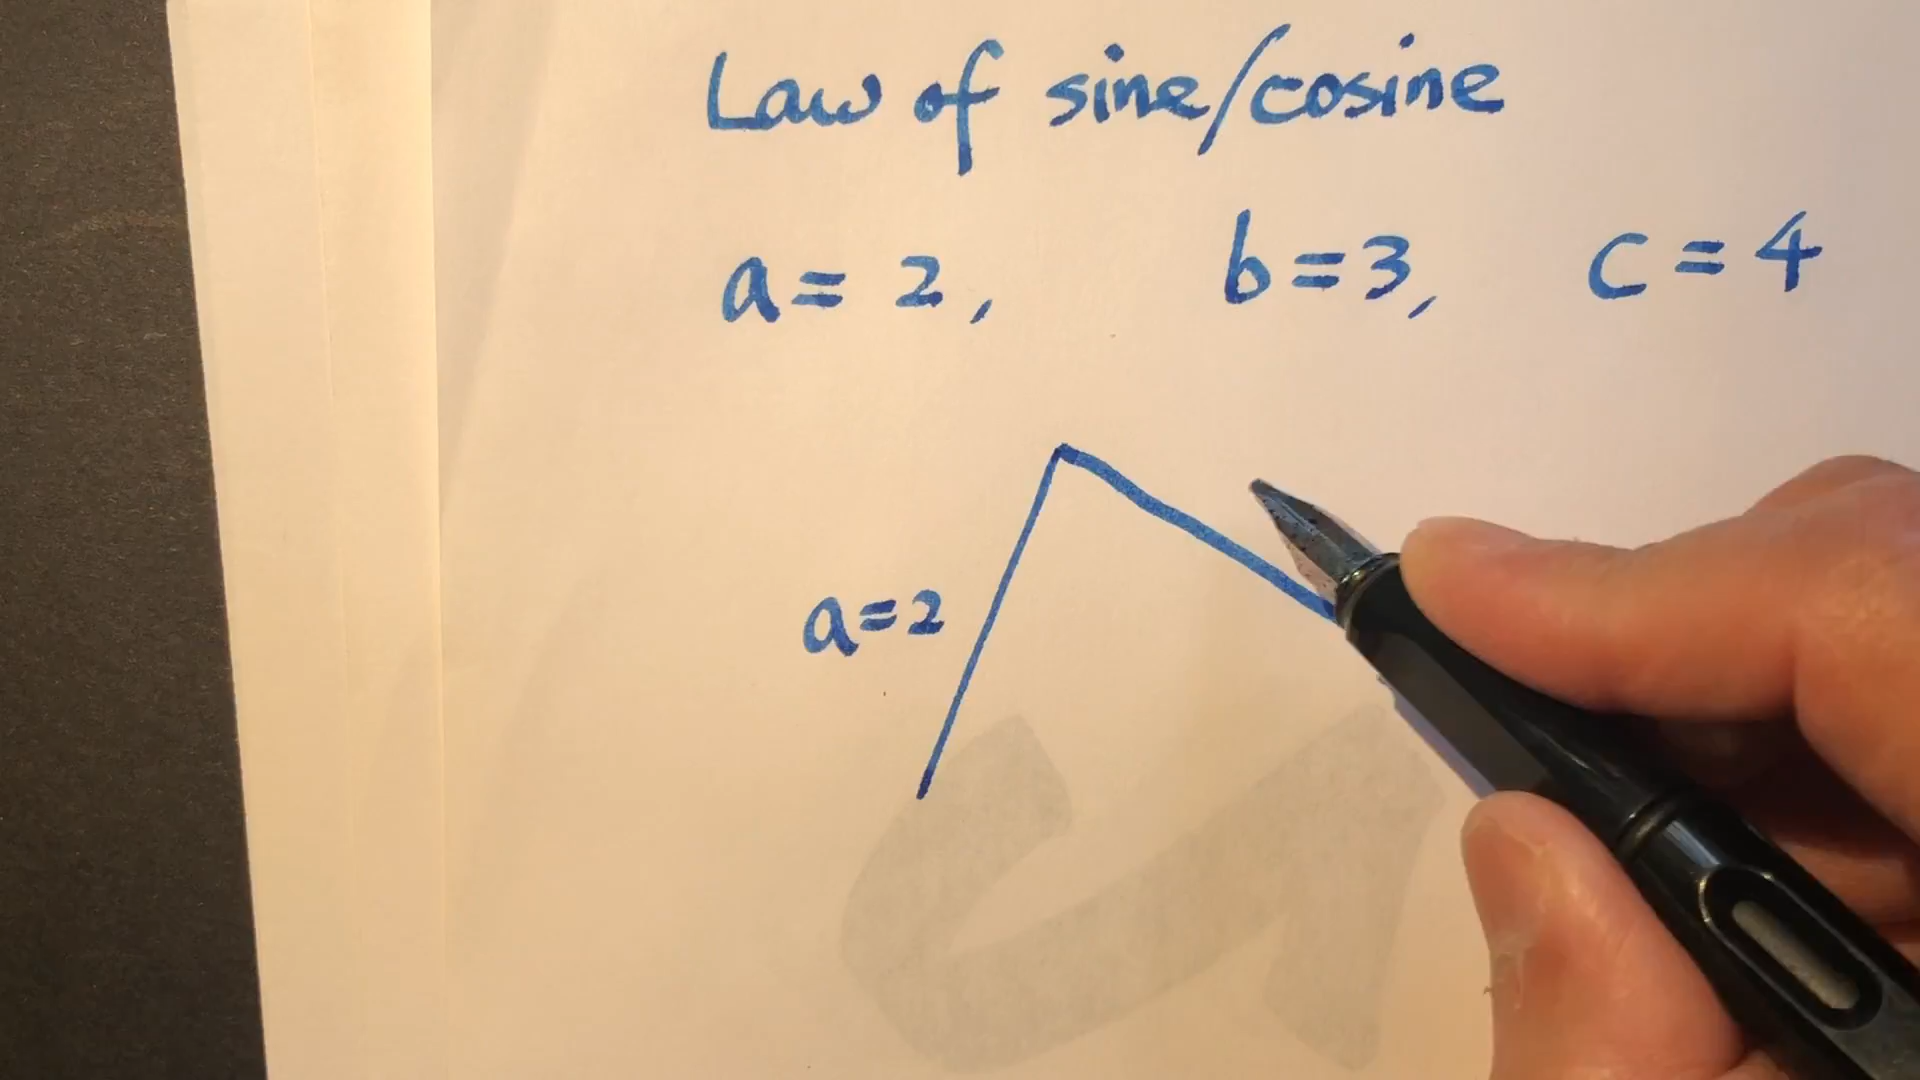 Law of sine/cosine
a = 2, b = 3, c = 4
a = 2